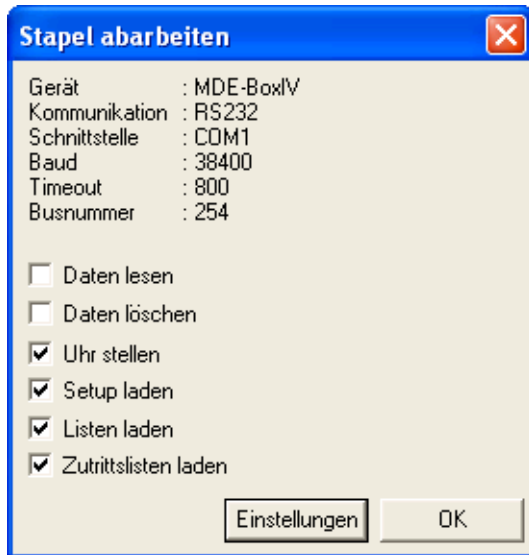 Stapel abarbeiten
Gerät : MDE-BoxIV
Kommunikation : RS232
Schnittstelle : COM1
Baud : 38400
Timeout : 800
Busnummer : 254
Daten lesen
Daten löschen
Uhr stellen
Setup laden
Listen laden
Zutrittslisten laden
Einstellungen OK